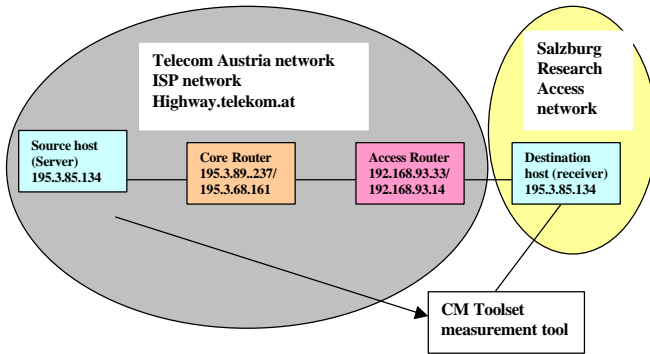 Telecom Austria network
ISP network
Highway.telekom.at
Salzburg
Research
Access
network
Source host
(Server)
195.3.85.134
Core Router
195.3.89..237/
195.3.68.161
Access Router
192.168.93.33/
192.168.93.14
Destination
host (receiver)
195.3.85.134
CM Toolset
measurement tool